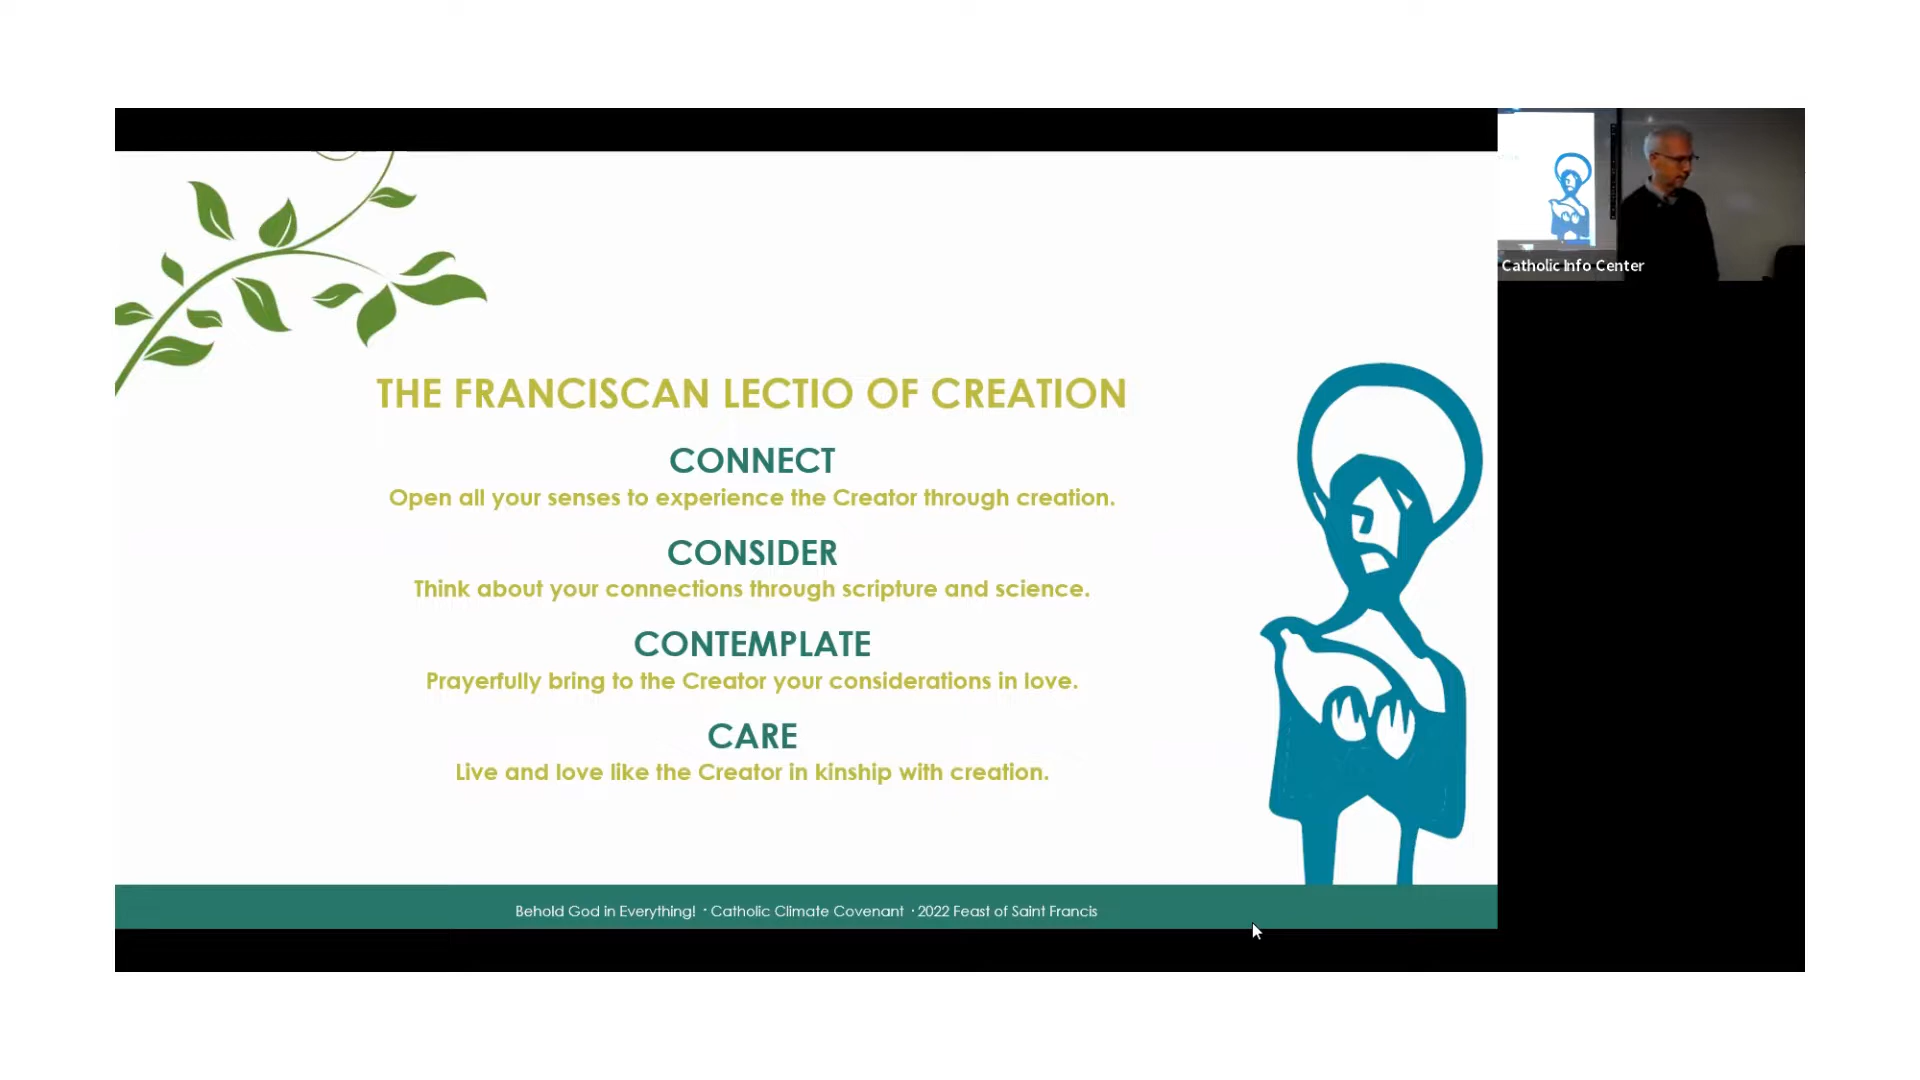 THE FRANCISCAN LECTIO OF CREATION
CONNECT
Open all your senses to experience the Creator through creation.
CONSIDER
Think about your connections through scripture and science.
CONTEMPLATE
Prayerfully bring to the Creator your considerations in love.
CARE
Live and love like the Creator in kinship with creation.
Behold God in Everything! · Catholic Climate Covenant · 2022 Feast of Saint Francis
Catholic Info Center